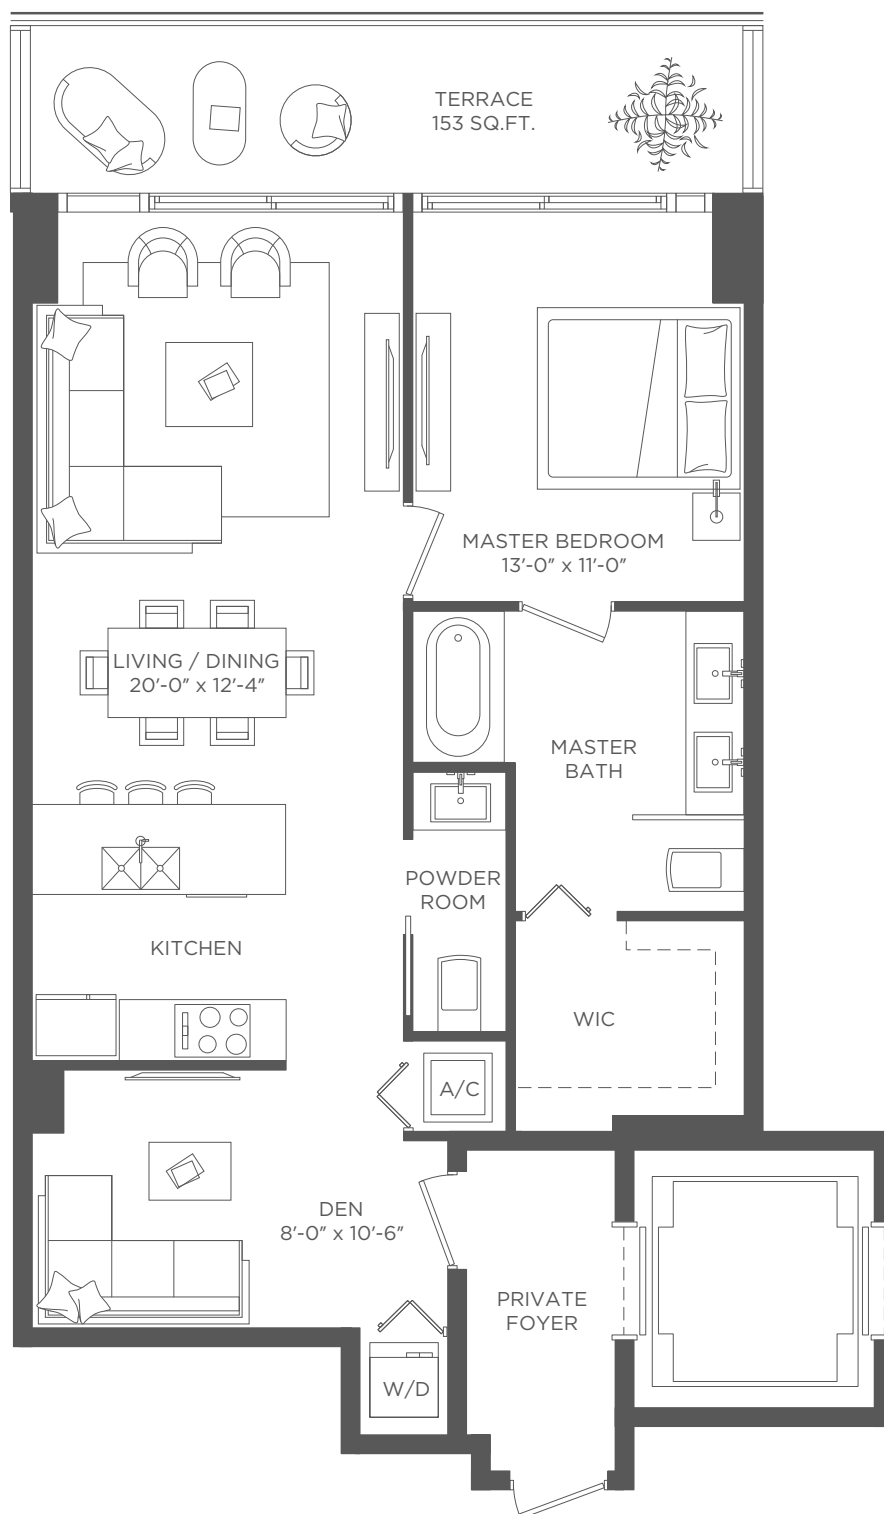 TERRACE
153 SQ.FT.
MASTER BEDROOM
13'-0" x 11'-0"
LIVING / DINING
20'-0" x 12'-4"
MASTER
BATH
POWDER
ROOM
KITCHEN
WIC
A/C
DEN
8'-0" x 10'-6"
PRIVATE
FOYER
W/D